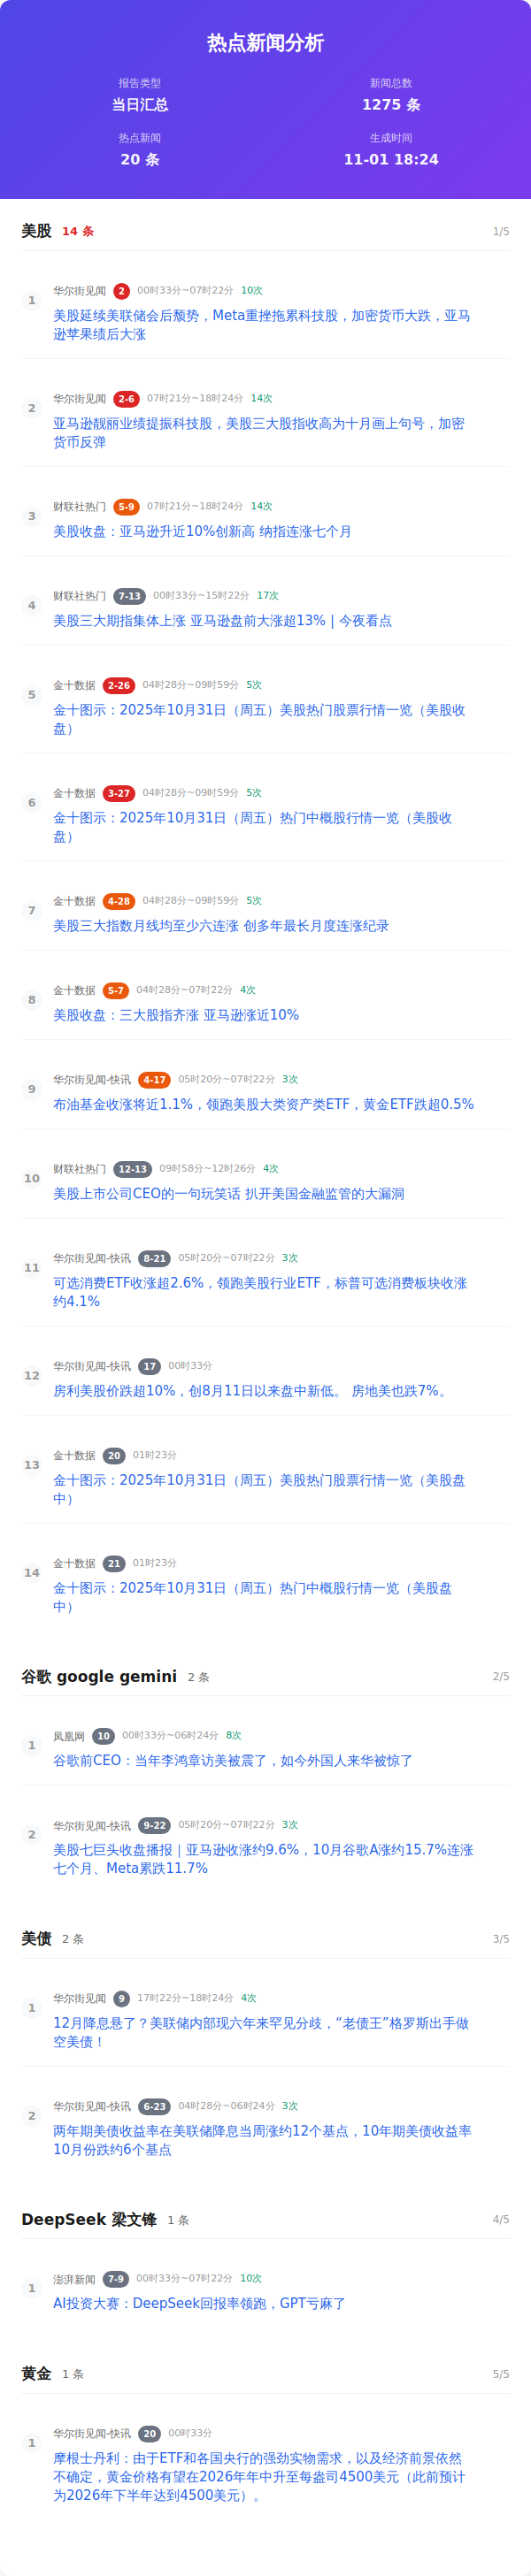 热点新闻分析
报告类型
新闻总数
当日汇总
1275 条
热点新闻
生成时间
20 条
11-01 18:24
美股 14 条 1/5
1 华尔街见闻 2 00时33分~07时22分 10次
美股延续美联储会后颓势，Meta重挫拖累科技股，加密货币大跌，亚马
逊苹果绩后大涨
2 华尔街见闻 2-6 07时21分~18时24分 14次
亚马逊靓丽业绩提振科技股，美股三大股指收高为十月画上句号，加密
货币反弹
3 财联社热门 5-9 07时21分~18时24分 14次
美股收盘：亚马逊升近10%创新高 纳指连涨七个月
4 财联社热门 7-13 00时33分~15时22分 17次
美股三大期指集体上涨 亚马逊盘前大涨超13% | 今夜看点
5 金十数据 2-26 04时28分~09时59分 5次
金十图示：2025年10月31日（周五）美股热门股票行情一览（美股收
盘）
6 金十数据 3-27 04时28分~09时59分 5次
金十图示：2025年10月31日（周五）热门中概股行情一览（美股收
盘）
7 金十数据 4-28 04时28分~09时59分 5次
美股三大指数月线均至少六连涨 创多年最长月度连涨纪录
8 金十数据 5-7 04时28分~07时22分 4次
美股收盘：三大股指齐涨 亚马逊涨近10%
9 华尔街见闻-快讯 4-17 05时20分~07时22分 3次
布油基金收涨将近1.1%，领跑美股大类资产类ETF，黄金ETF跌超0.5%
10 财联社热门 12-13 09时58分~12时26分 4次
美股上市公司CEO的一句玩笑话 扒开美国金融监管的大漏洞
11 华尔街见闻-快讯 8-21 05时20分~07时22分 3次
可选消费ETF收涨超2.6%，领跑美股行业ETF，标普可选消费板块收涨
约4.1%
12 华尔街见闻-快讯 17 00时33分
房利美股价跌超10%，创8月11日以来盘中新低。 房地美也跌7%。
13 金十数据 20 01时23分
金十图示：2025年10月31日（周五）美股热门股票行情一览（美股盘
中）
14 金十数据 21 01时23分
金十图示：2025年10月31日（周五）热门中概股行情一览（美股盘
中）
谷歌 google gemini 2 条 2/5
1 凤凰网 10 00时33分~06时24分 8次
谷歌前CEO：当年李鸿章访美被震了，如今外国人来华被惊了
2 华尔街见闻-快讯 9-22 05时20分~07时22分 3次
美股七巨头收盘播报｜亚马逊收涨约9.6%，10月谷歌A涨约15.7%连涨
七个月、Meta累跌11.7%
美债 2 条 3/5
1 华尔街见闻 9 17时22分~18时24分 4次
12月降息悬了？美联储内部现六年来罕见分歧，“老债王”格罗斯出手做
空美债！
2 华尔街见闻-快讯 6-23 04时28分~06时24分 3次
两年期美债收益率在美联储降息当周涨约12个基点，10年期美债收益率
10月份跌约6个基点
DeepSeek 梁文锋 1 条 4/5
1 澎湃新闻 7-9 00时33分~07时22分 10次
AI投资大赛：DeepSeek回报率领跑，GPT亏麻了
黄金 1 条 5/5
1 华尔街见闻-快讯 20 00时33分
摩根士丹利：由于ETF和各国央行的强劲实物需求，以及经济前景依然
不确定，黄金价格有望在2026年年中升至每盎司4500美元（此前预计
为2026年下半年达到4500美元）。